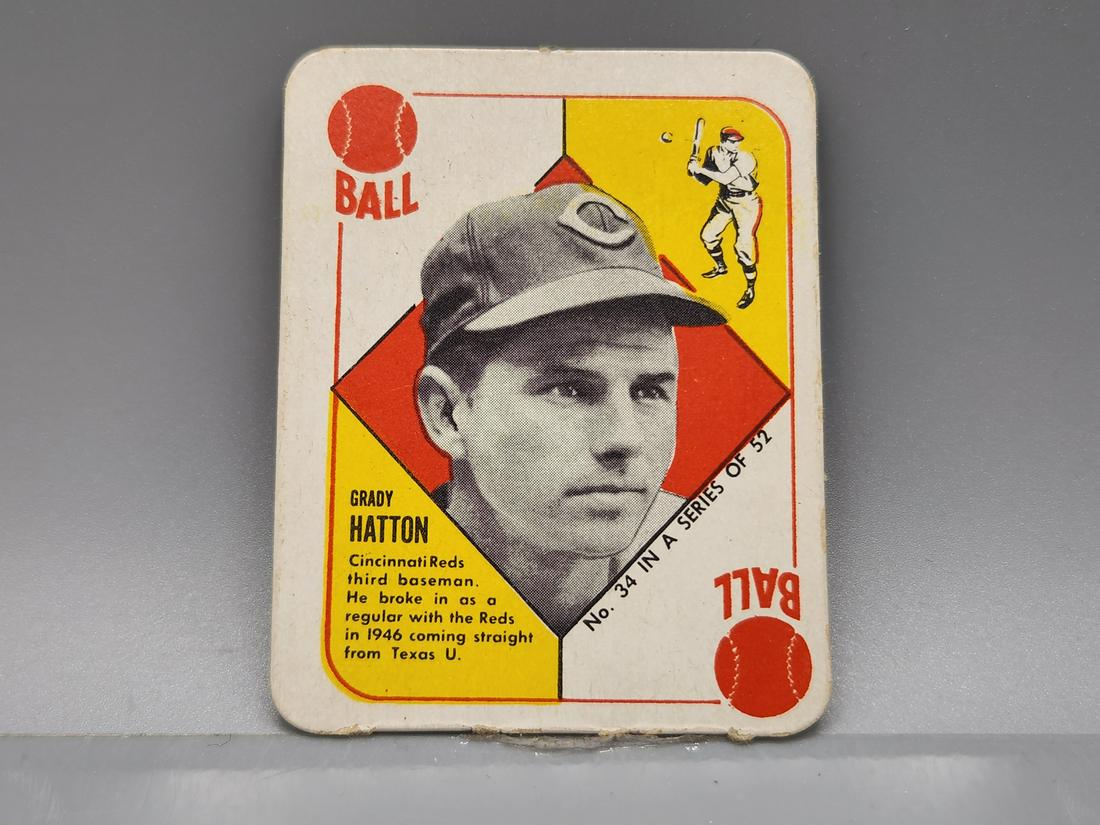 BALL
GRADY
HATTON
Cincinnati Reds
third baseman.
He broke in as a
regular with the Reds
in 1946 coming straight
from Texas U.
No. 34 IN A SERIES OF 52
BALL
C